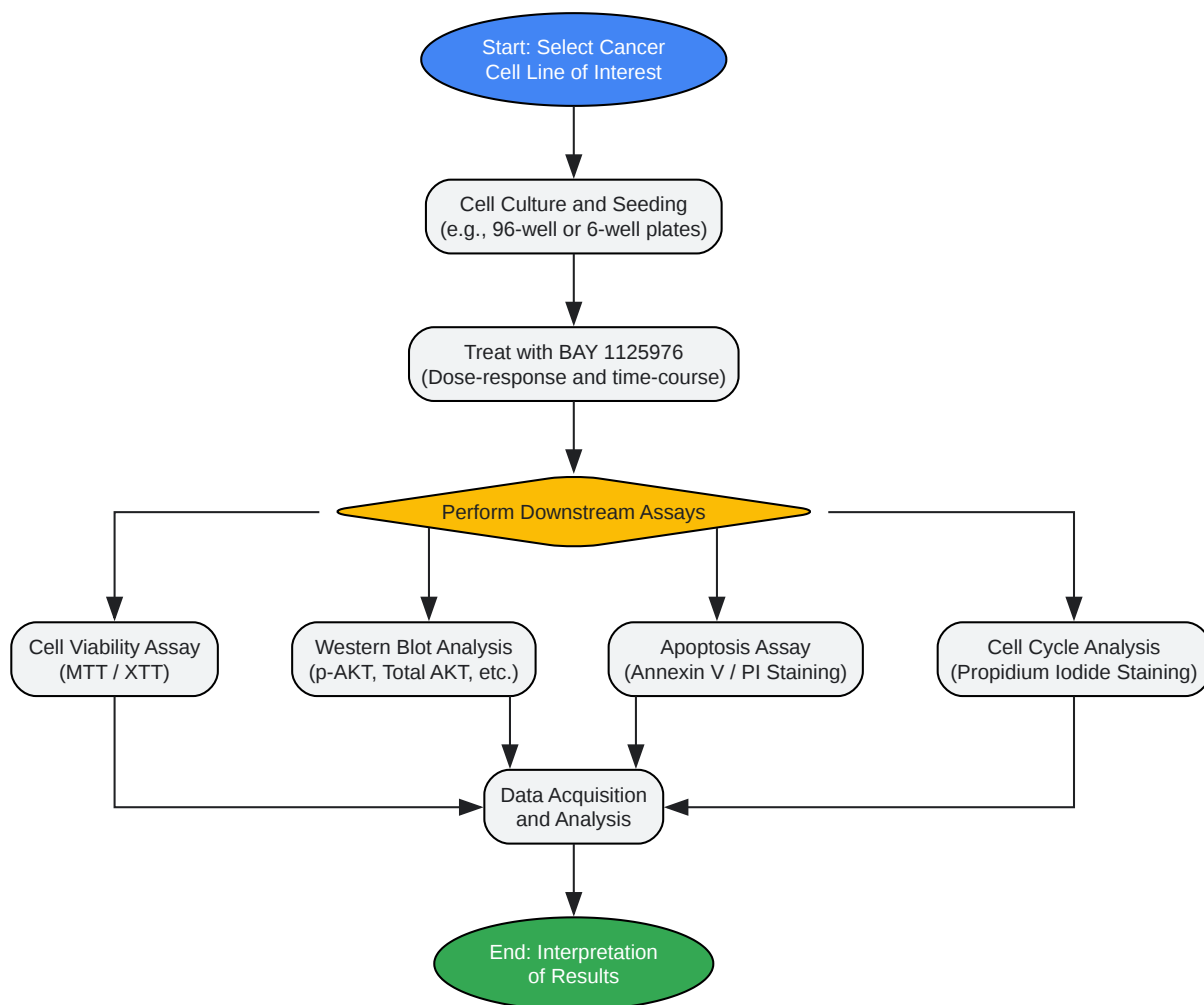 Start: Select Cancer
Cell Line of Interest
Cell Culture and Seeding
(e.g., 96-well or 6-well plates)
Treat with BAY 1125976
(Dose-response and time-course)
Perform Downstream Assays
Cell Viability Assay
(MTT / XTT)
Western Blot Analysis
(p-AKT, Total AKT, etc.)
Apoptosis Assay
(Annexin V / PI Staining)
Cell Cycle Analysis
(Propidium Iodide Staining)
Data Acquisition
and Analysis
End: Interpretation
of Results